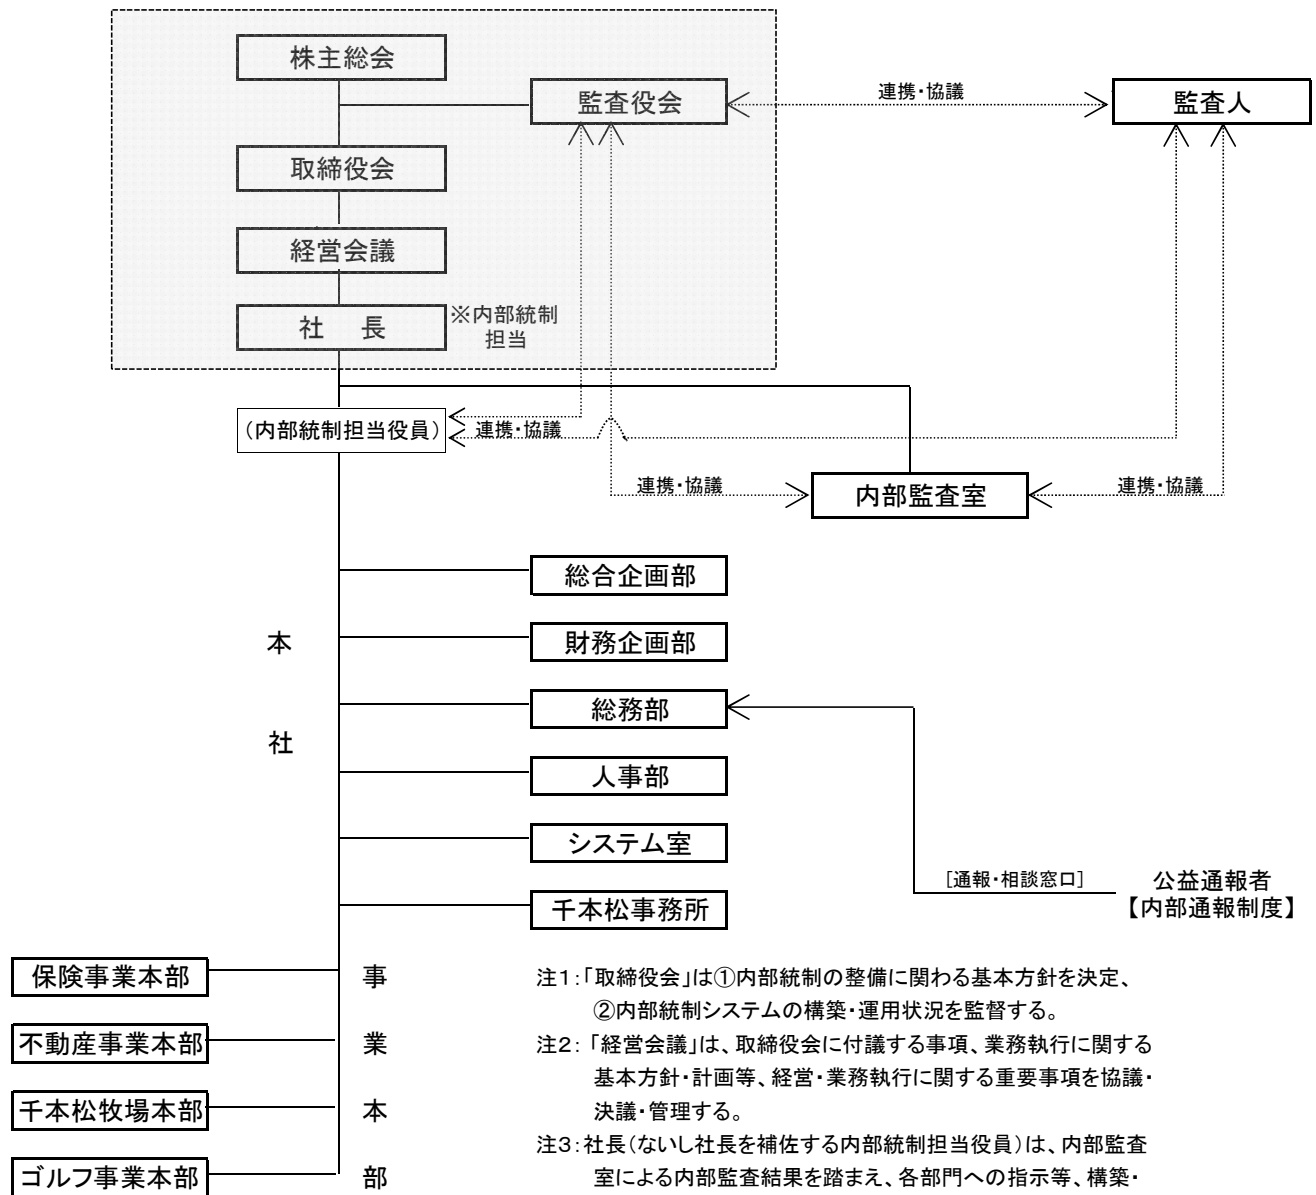 株主総会
監査役会
連携・協議
監査人
取締役会
経営会議
社　長
※内部統制
担当
（内部統制担当役員）
連携・協議
連携・協議
内部監査室
連携・協議
総合企画部
本
財務企画部
総務部
社
人事部
システム室
［通報・相談窓口］
公益通報者
【内部通報制度】
千本松事務所
保険事業本部
事
注１：「取締役会」は①内部統制の整備に関わる基本方針を決定、
②内部統制システムの構築・運用状況を監督する。
不動産事業本部
業
注２：「経営会議」は、取締役会に付議する事項、業務執行に関する
基本方針・計画等、経営・業務執行に関する重要事項を協議・
決議・管理する。
千本松牧場本部
本
注３：社長（ないし社長を補佐する内部統制担当役員）は、内部監査
室による内部監査結果を踏まえ、各部門への指示等、構築・
ゴルフ事業本部
部